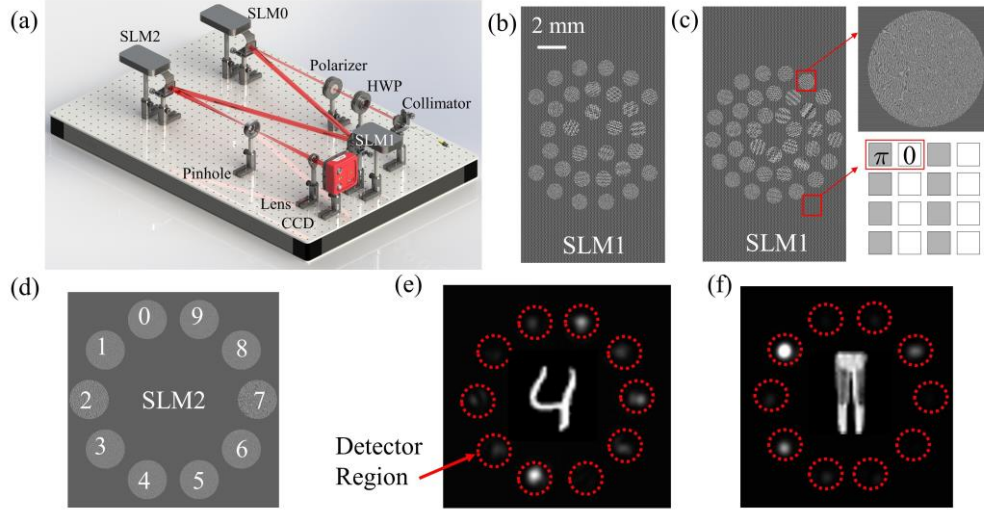 (a)
SLM0
SLM2
Polarizer
HWP
Collimator
SLM1
Pinhole
Lens
CCD
(b)
2 mm
SLM1
(c)
SLM1
π 0
(d)
0 9
1 8
2 SLM2 7
3 6
4 5
(e)
4
Detector
Region
(f)